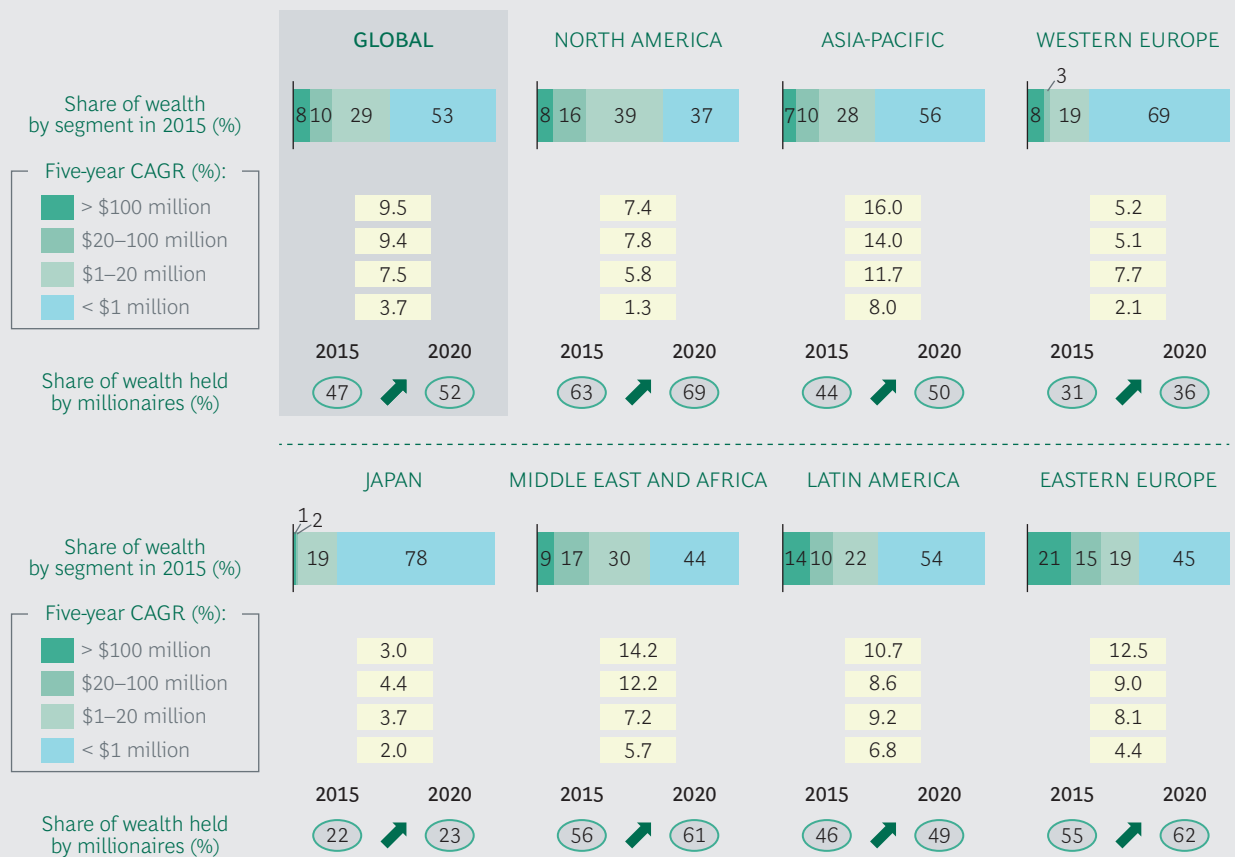 GLOBAL NORTH AMERICA ASIA-PACIFIC WESTERN EUROPE
3
Share of wealth
by segment in 2015 (%)
8 10 29 53 8 16 39 37 7 10 28 56 8 19 69
Five-year CAGR (%):
> $100 million 9.5 7.4 16.0 5.2
$20–100 million 9.4 7.8 14.0 5.1
$1–20 million 7.5 5.8 11.7 7.7
< $1 million 3.7 1.3 8.0 2.1
2015 2020 2015 2020 2015 2020 2015 2020
Share of wealth held
by millionaires (%)
47 52 63 69 44 50 31 36
JAPAN MIDDLE EAST AND AFRICA LATIN AMERICA EASTERN EUROPE
1 2
Share of wealth
by segment in 2015 (%)
19 78 9 17 30 44 14 10 22 54 21 15 19 45
Five-year CAGR (%):
> $100 million 3.0 14.2 10.7 12.5
$20–100 million 4.4 12.2 8.6 9.0
$1–20 million 3.7 7.2 9.2 8.1
< $1 million 2.0 5.7 6.8 4.4
2015 2020 2015 2020 2015 2020 2015 2020
Share of wealth held
by millionaires (%)
22 23 56 61 46 49 55 62